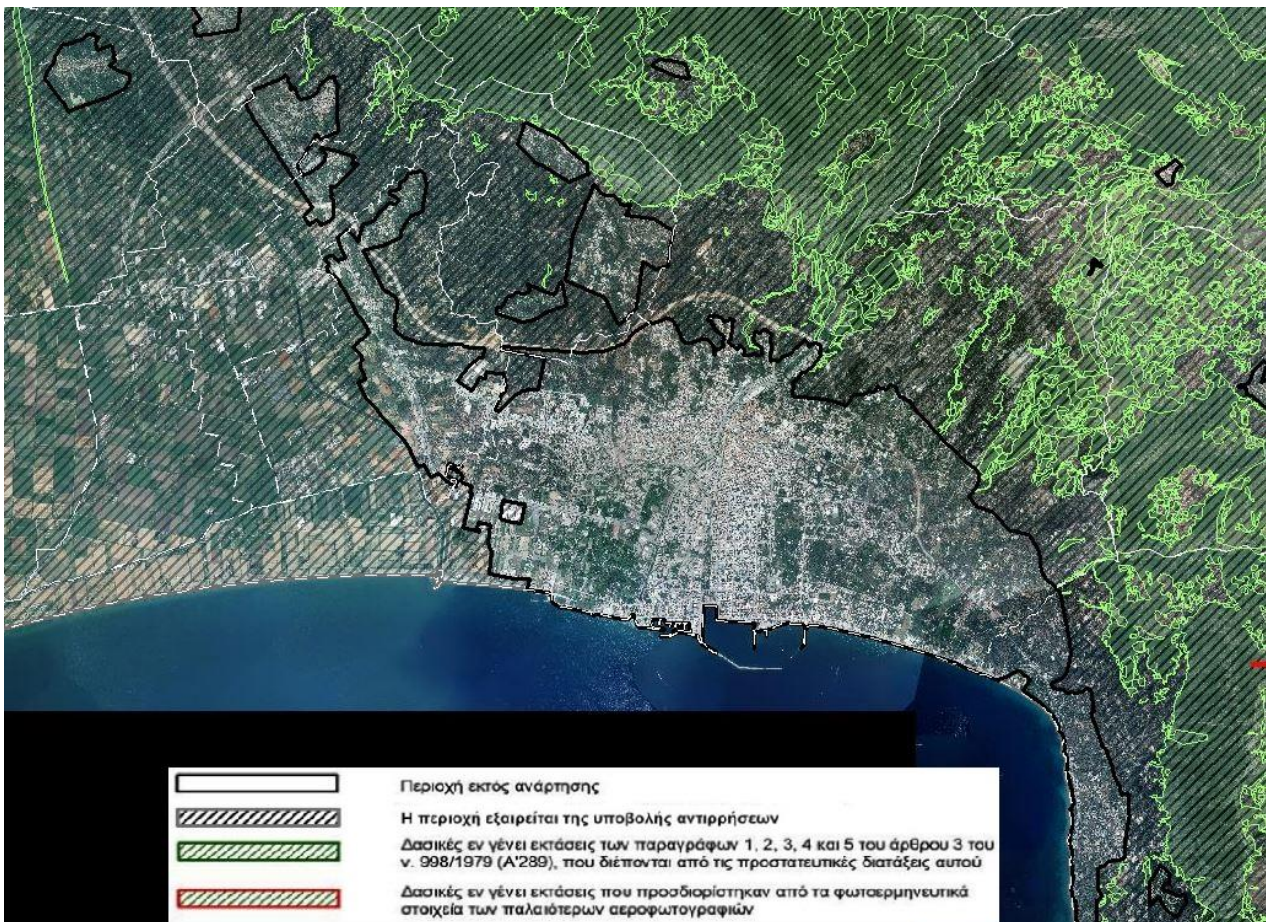 Περιοχή εκτός ανάρτησης
Η περιοχή εξαιρείται της υποβολής αντιρρήσεων
Δασικές εν γένει εκτάσεις των παραγράφων 1, 2, 3, 4 και 5 του άρθρου 3 του
ν. 998/1979 (Α'289), που διέπονται από τις προστατευτικές διατάξεις αυτού
Δασικές εν γένει εκτάσεις που προσδιορίστηκαν από τα φωτοερμηνευτικά
στοιχεία των παλαιότερων αεροφωτογραφιών